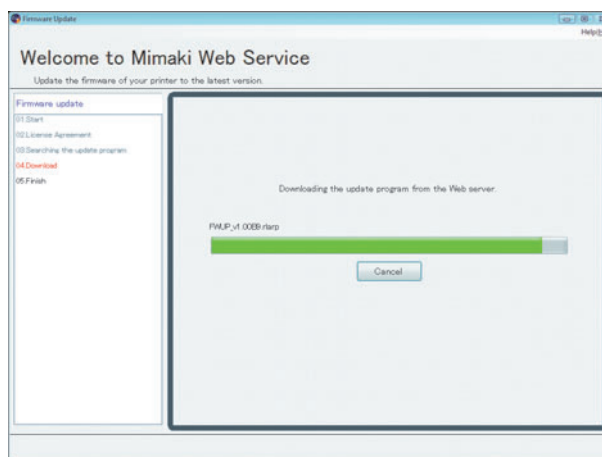 Firmware Update
Help
Welcome to Mimaki Web Service
Update the firmware of your printer to the latest version.
Firmware update
01.Start
02.License Agreement
03.Searching the update program
04.Download
05.Finish
Downloading the update program from the Web server.
FWUP_v1.00E9.rlarp
Cancel